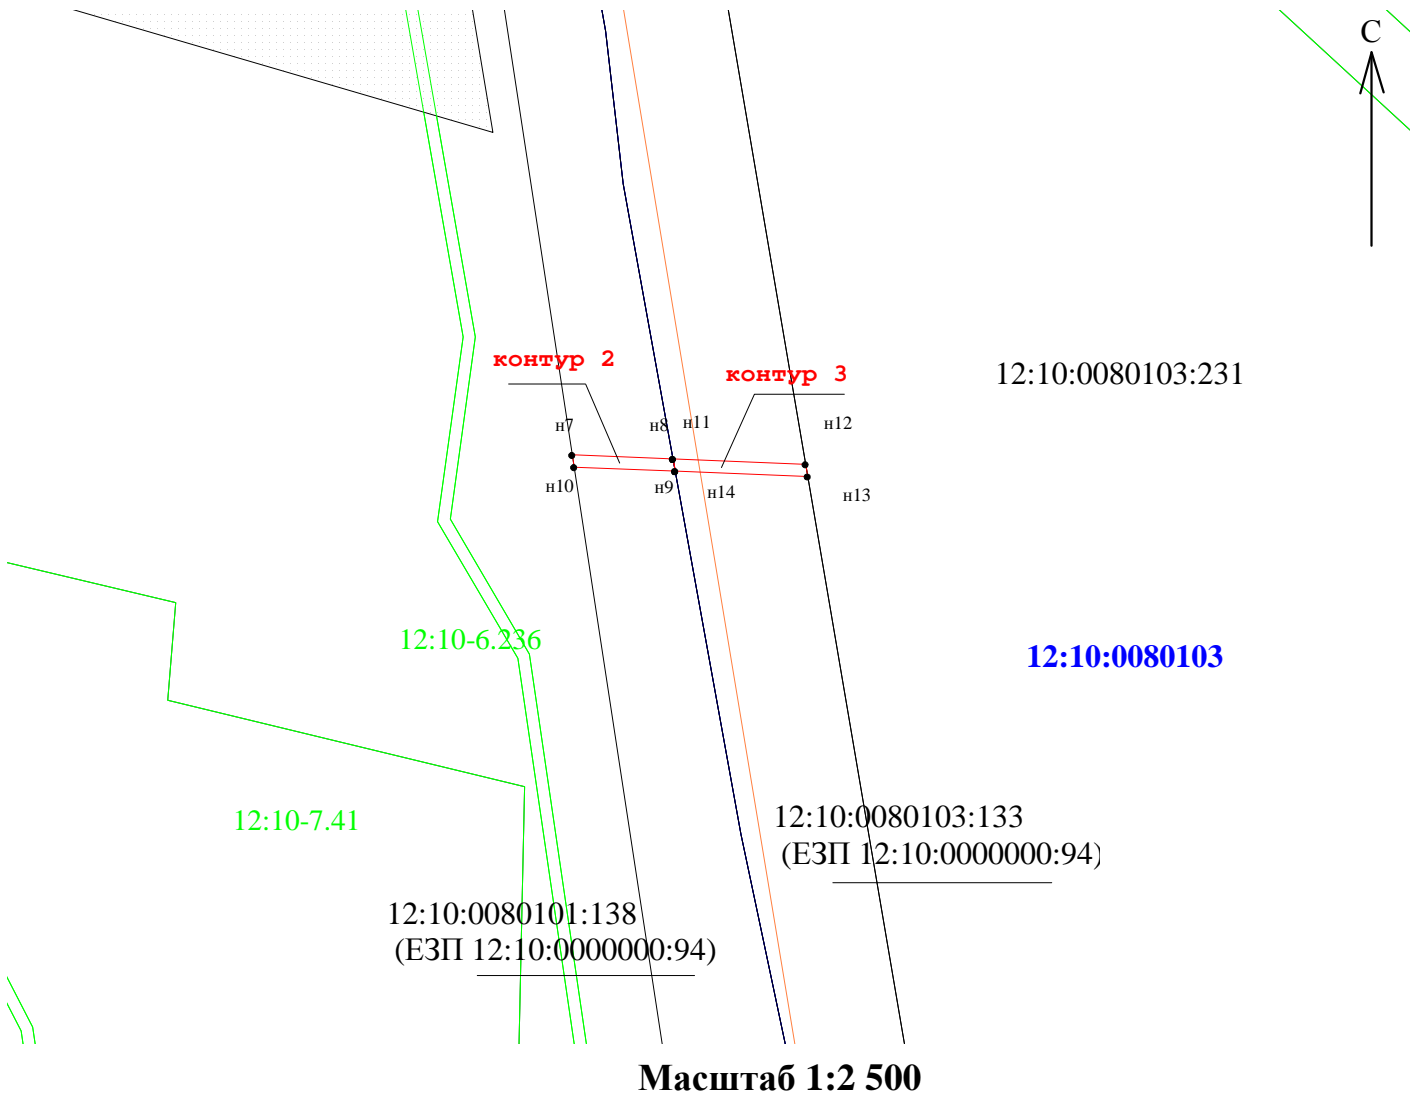 С
контур 2
контур 3
12:10:0080103:231
н7
н8
н11
н12
н10
н9
н14
н13
12:10-6.236
12:10:0080103
12:10-7.41
12:10:0080103:133
(ЕЗП 12:10:0000000:94)
12:10:0080101:138
(ЕЗП 12:10:0000000:94)
Масштаб 1:2 500